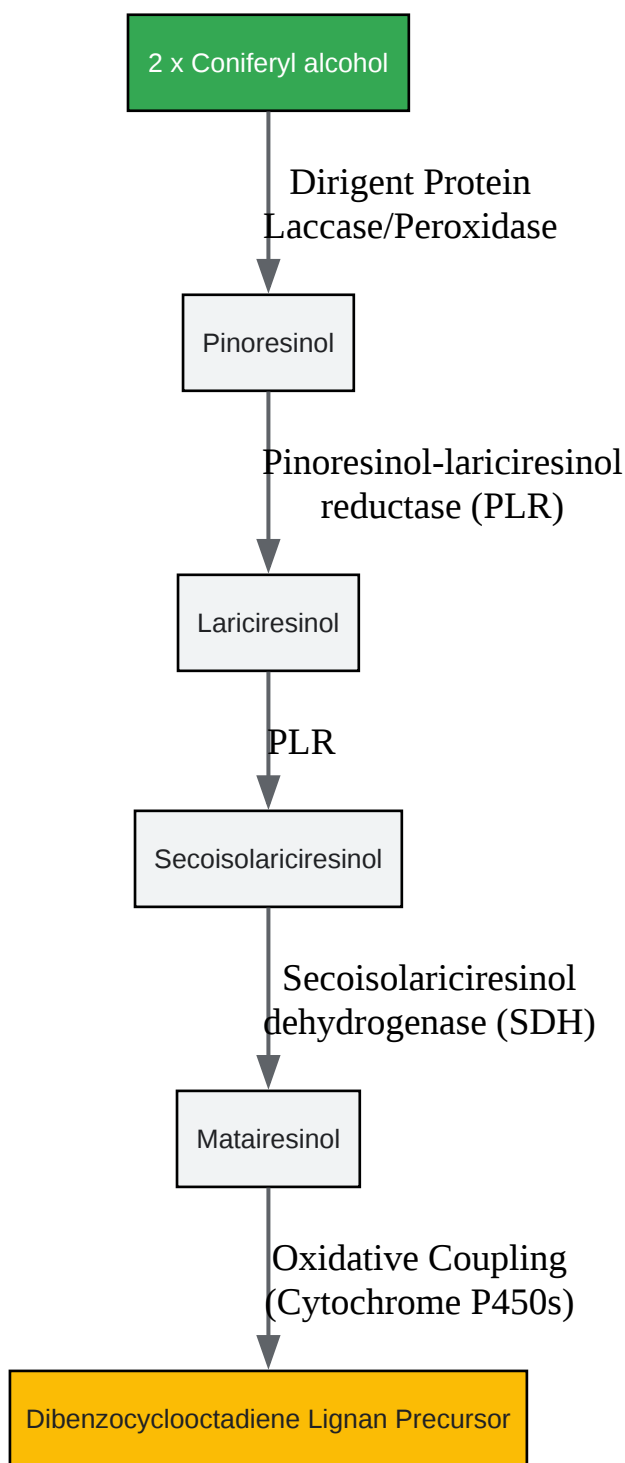 2 x Coniferyl alcohol
Dirigent Protein
Laccase/Peroxidase
Pinoresinol
Pinoresinol-lariciresinol
reductase (PLR)
Lariciresinol
PLR
Secoisolariciresinol
Secoisolariciresinol
dehydrogenase (SDH)
Matairesinol
Oxidative Coupling
(Cytochrome P450s)
Dibenzocyclooctadiene Lignan Precursor